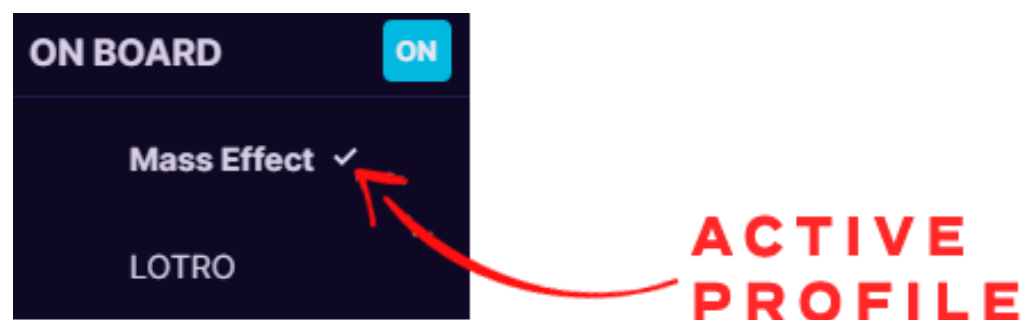 ON BOARD ON
Mass Effect
LOTRO
ACTIVE
PROFILE